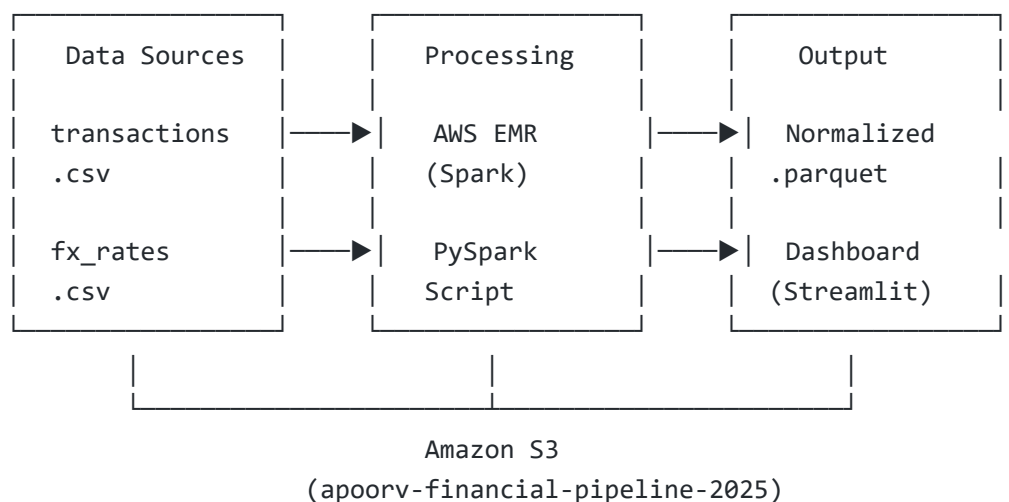 Data Sources Processing Output
transactions AWS EMR Normalized
.csv (Spark) .parquet
fx_rates PySpark Dashboard
.csv Script (Streamlit)
Amazon S3
(apoorv-financial-pipeline-2025)